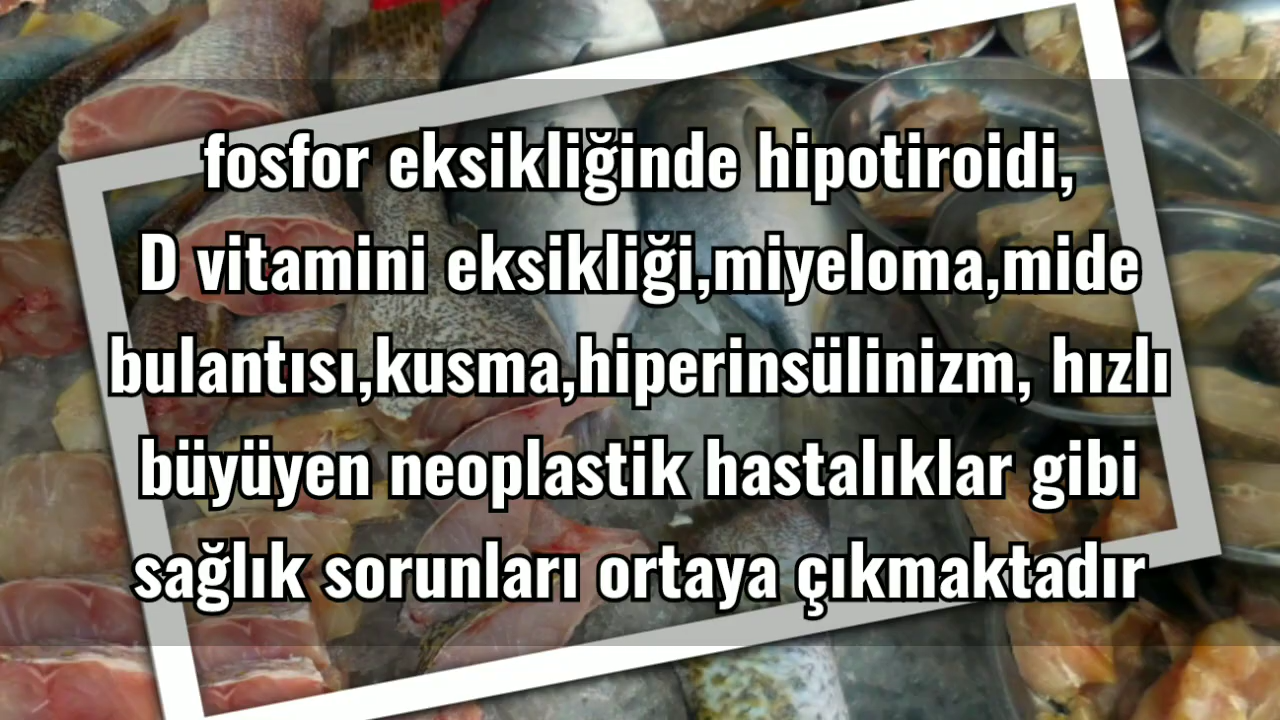 fosfor eksikliğinde hipotiroidi,
D vitamini eksikliği,miyeloma,mide
bulantısı,kusma,hiperinsülinizm, hızlı
büyüyen neoplastik hastalıklar gibi
sağlık sorunları ortaya çıkmaktadır